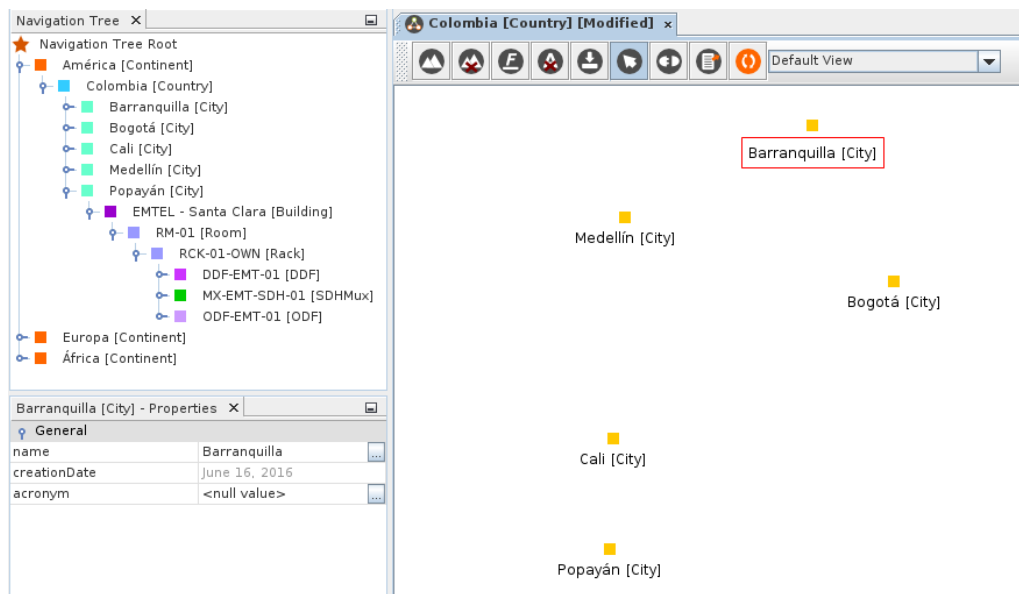 Navigation Tree
Navigation Tree Root
América [Continent]
Colombia [Country]
Barranquilla [City]
Bogotá [City]
Cali [City]
Medellín [City]
Popayán [City]
EMTEL - Santa Clara [Building]
RM-01 [Room]
RCK-01-OWN [Rack]
DDF-EMT-01 [DDF]
MX-EMT-SDH-01 [SDHMux]
ODF-EMT-01 [ODF]
Europa [Continent]
África [Continent]
Barranquilla [City] - Properties
General
name Barranquilla ...
creationDate June 16, 2016
acronym <null value> ...
Colombia [Country] [Modified]
F Default View
Barranquilla [City]
Medellín [City]
Bogotá [City]
Cali [City]
Popayán [City]